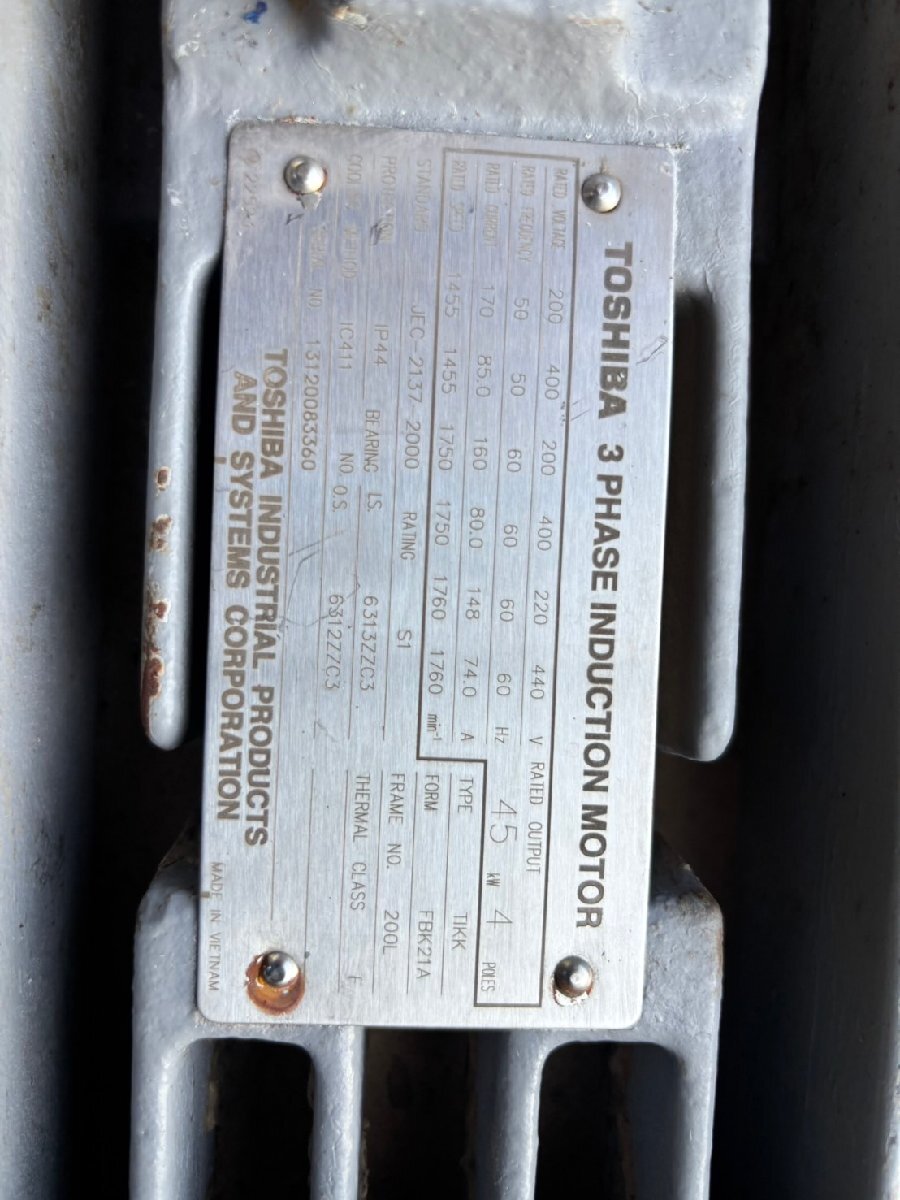 TOSHIBA 3 PHASE INDUCTION MOTOR
RATED VOLTAGE 200 400 200 400 220 440 V RATED OUTPUT
RATED FREQUENCY 50 50 60 60 60 60 Hz 45 kW 4 POLES
RATED CURRENT 170 85.0 160 80.0 148 74.0 A
RATED SPEED 1455 1455 1750 1750 1760 1760 min⁻¹
TYPE TIKK
STANDARDS JEC-2137-2000 RATING S1 FORM FBK21A
PROTECTION IP44 BEARING LS. 6313ZZC3 FRAME NO. 200L
COOLING METHOD IC411 NO O.S. 6312ZZC3 THERMAL CLASS F
SERIAL NO. 13120083360
TOSHIBA INDUSTRIAL PRODUCTS
AND SYSTEMS CORPORATION
MADE IN VIETNAM